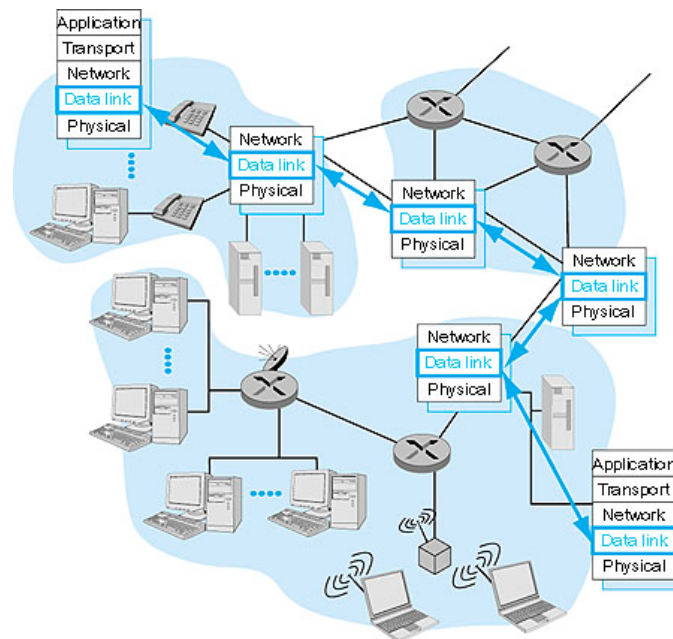 Application
Transport
Network
Data link
Physical
Network
Data link
Physical
Network
Data link
Physical
Network
Data link
Physical
Network
Data link
Physical
Application
Transport
Network
Data link
Physical